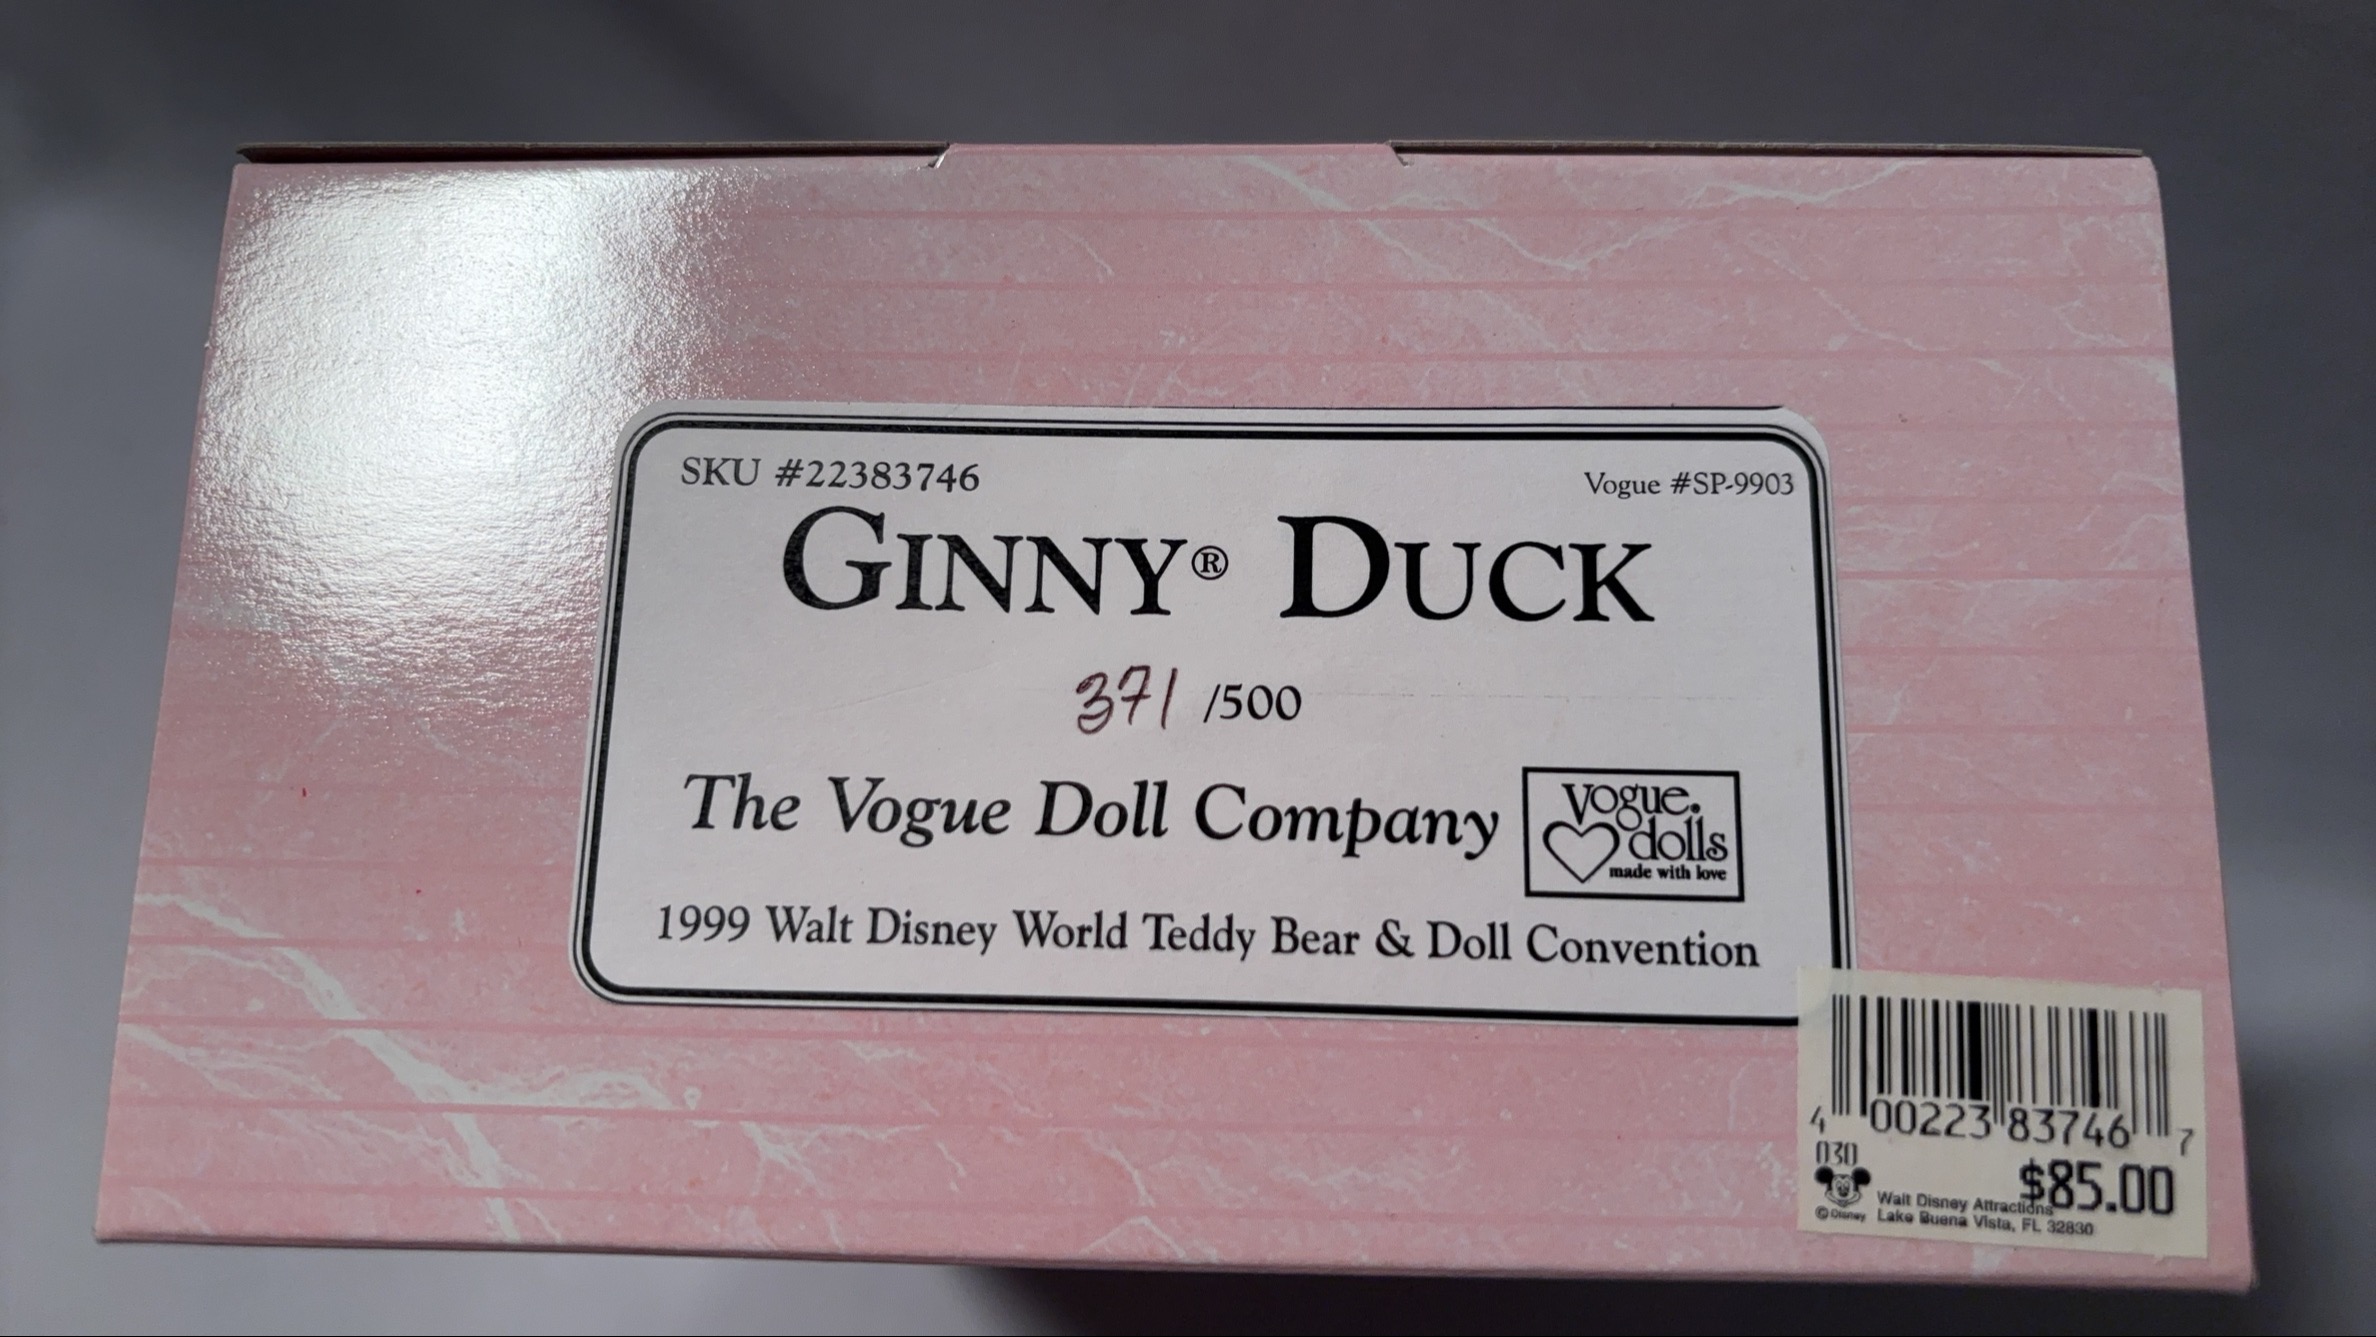 SKU #22383746
Vogue #SP-9903
GINNY® DUCK
371 /500
The Vogue Doll Company
vogue.
dolls
made with love
1999 Walt Disney World Teddy Bear & Doll Convention
4 00223 83746 7
030
$85.00
Walt Disney Attractions
© Disney Lake Buena Vista, FL 32830